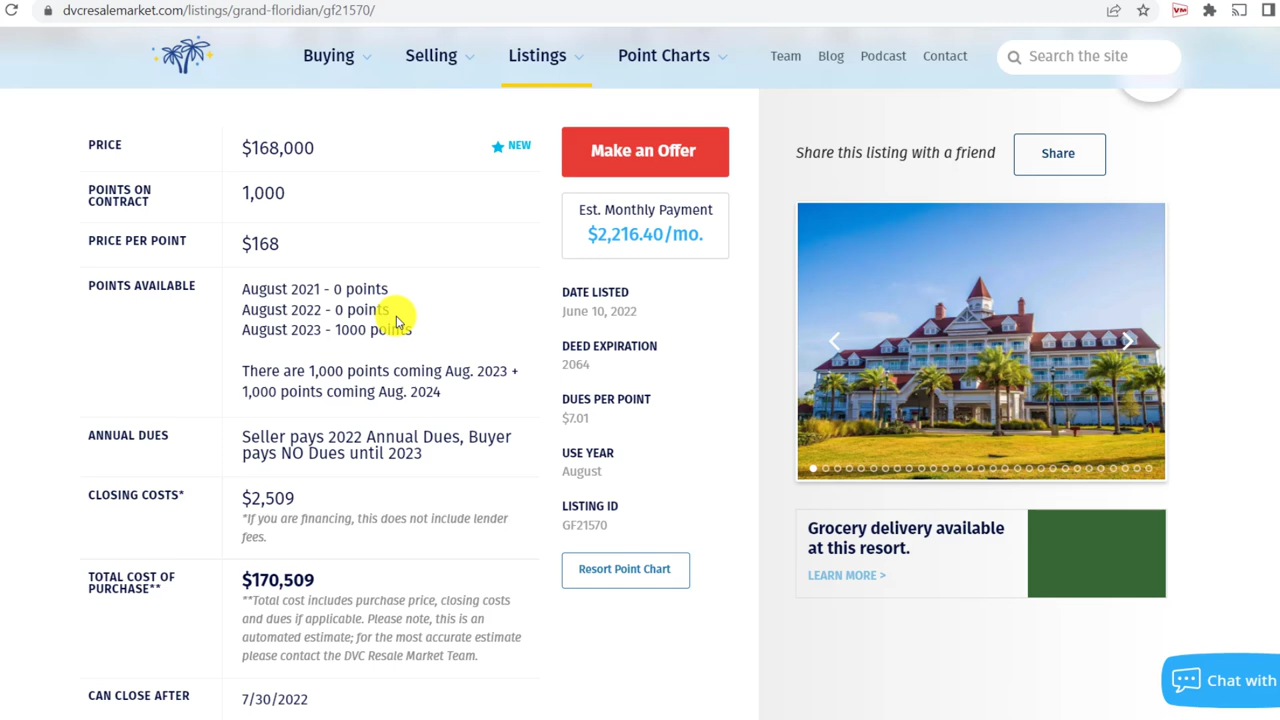 dvcresalemarket.com/listings/grand-floridian/gf21570/
VM
Buying
Selling
Listings
Point Charts
Team
Blog
Podcast
Contact
Search the site
PRICE
$168,000
NEW
POINTS ON
CONTRACT
1,000
PRICE PER POINT
$168
POINTS AVAILABLE
August 2021 - 0 points
August 2022 - 0 points
August 2023 - 1000 points
There are 1,000 points coming Aug. 2023 +
1,000 points coming Aug. 2024
ANNUAL DUES
Seller pays 2022 Annual Dues, Buyer
pays NO Dues until 2023
CLOSING COSTS*
$2,509
*If you are financing, this does not include lender
fees.
TOTAL COST OF
PURCHASE**
$170,509
**Total cost includes purchase price, closing costs
and dues if applicable. Please note, this is an
automated estimate; for the most accurate estimate
please contact the DVC Resale Market Team.
CAN CLOSE AFTER
7/30/2022
Make an Offer
Est. Monthly Payment
$2,216.40/mo.
DATE LISTED
June 10, 2022
DEED EXPIRATION
2064
DUES PER POINT
$7.01
USE YEAR
August
LISTING ID
GF21570
Resort Point Chart
Share this listing with a friend
Share
Grocery delivery available
at this resort.
LEARN MORE >
Chat with